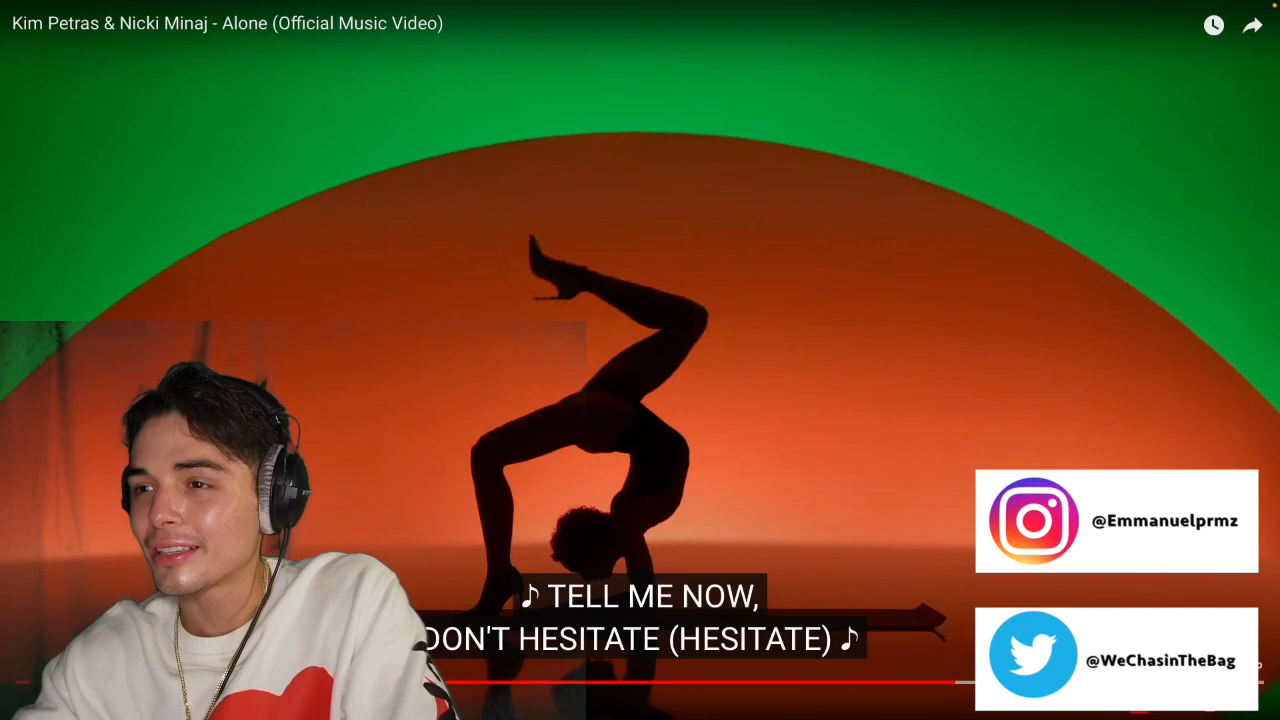 Kim Petras & Nicki Minaj - Alone (Official Music Video)
@Emmanuelprmz
♪ TELL ME NOW,
DON'T HESITATE (HESITATE) ♪
@WeChasinTheBag